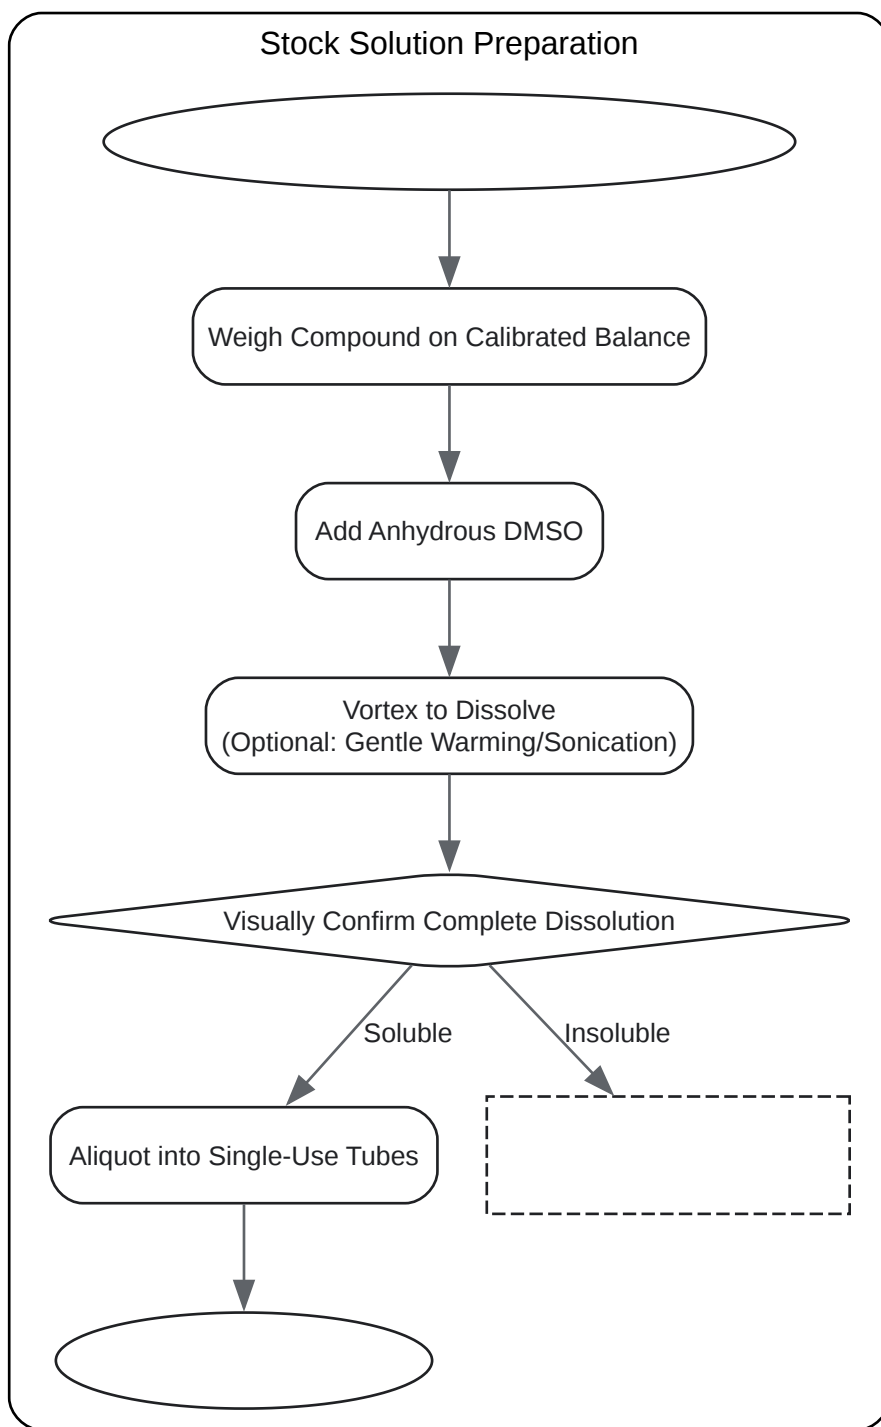 Stock Solution Preparation
Weigh Compound on Calibrated Balance
Add Anhydrous DMSO
Vortex to Dissolve
(Optional: Gentle Warming/Sonication)
Visually Confirm Complete Dissolution
Soluble
Insoluble
Aliquot into Single-Use Tubes